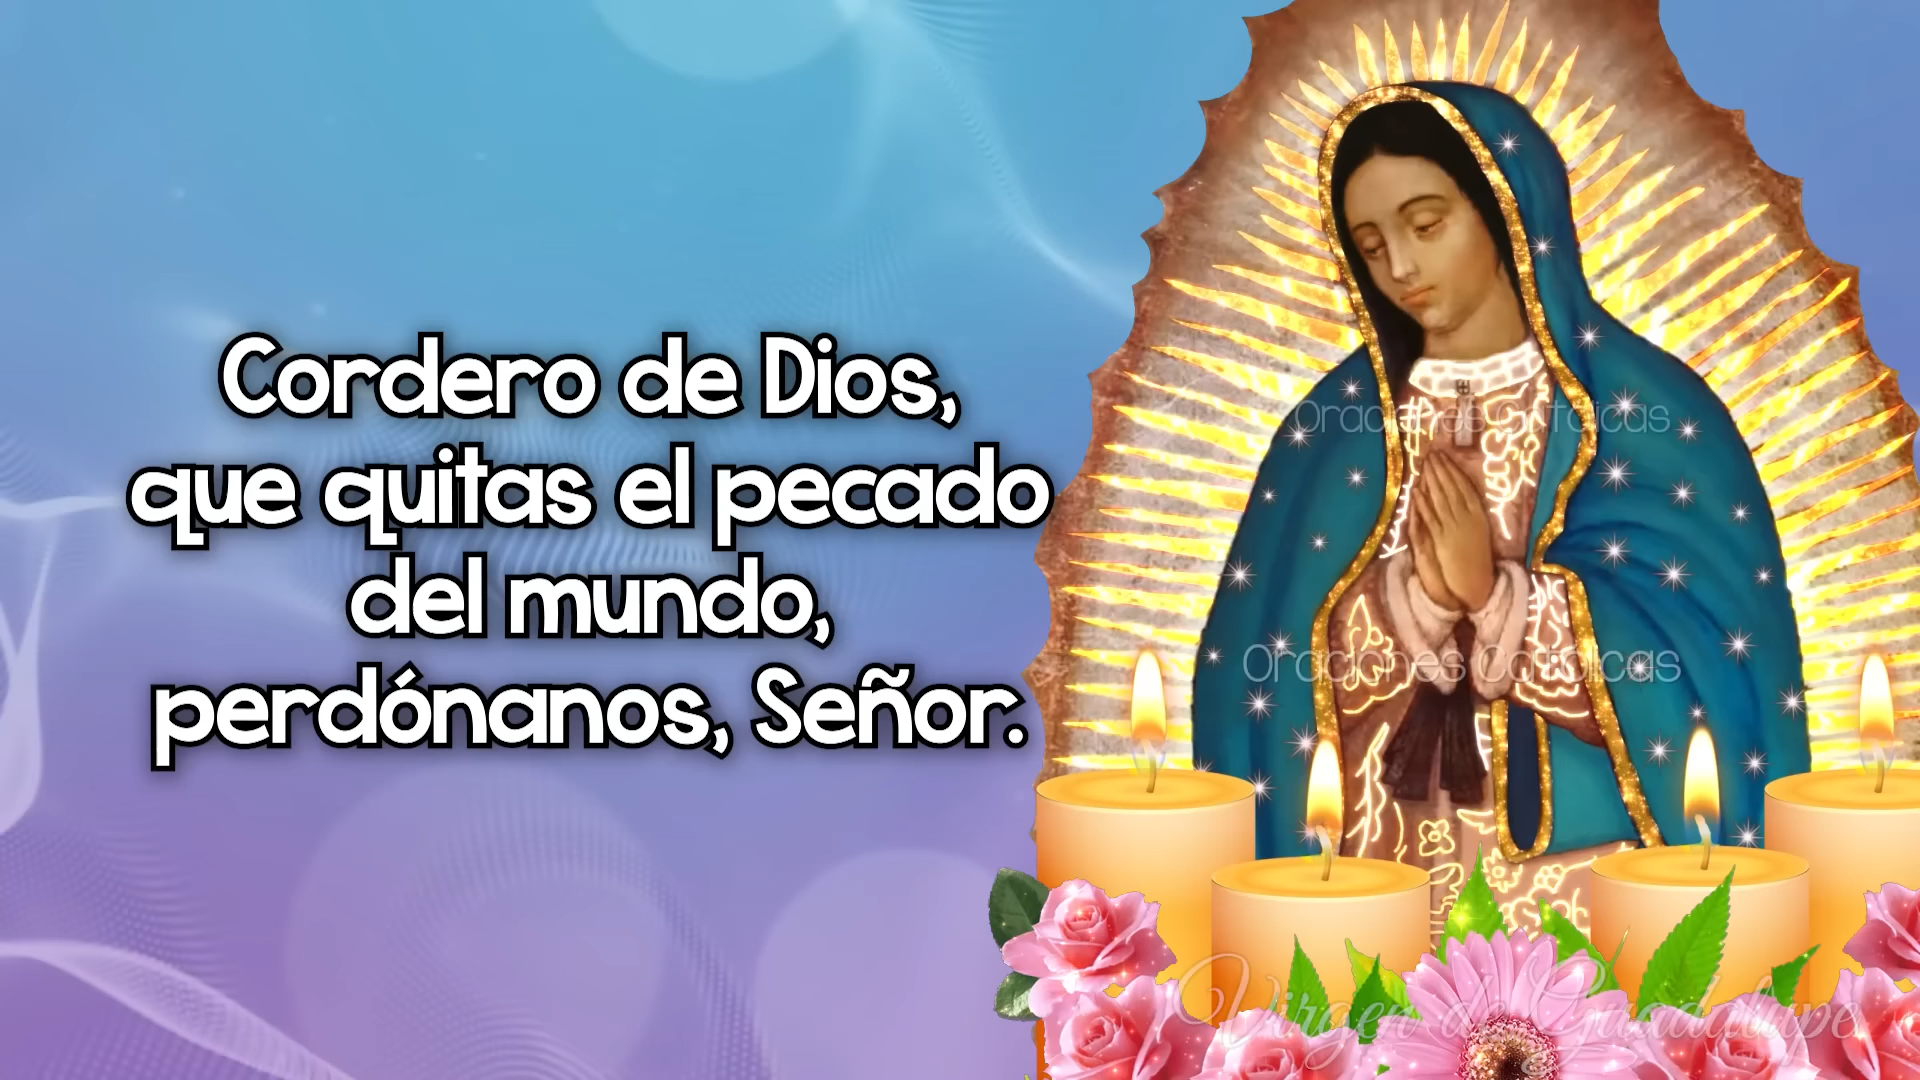 Cordero de Dios,
que quitas el pecado
del mundo,
perdónanos, Señor.
Oraciones Católicas
Oraciones Católicas
Virgen de Guadalupe